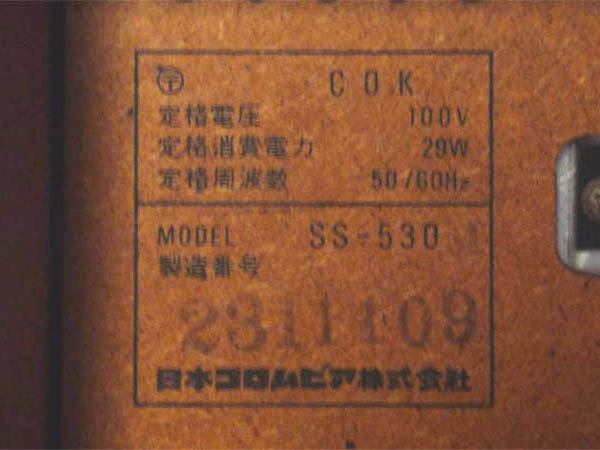 〒 COK
定格電圧 100V
定格消費電力 29W
定格周波数 50/60Hz
MODEL SS-530
製造番号
2311109
日本コロムビア株式会社